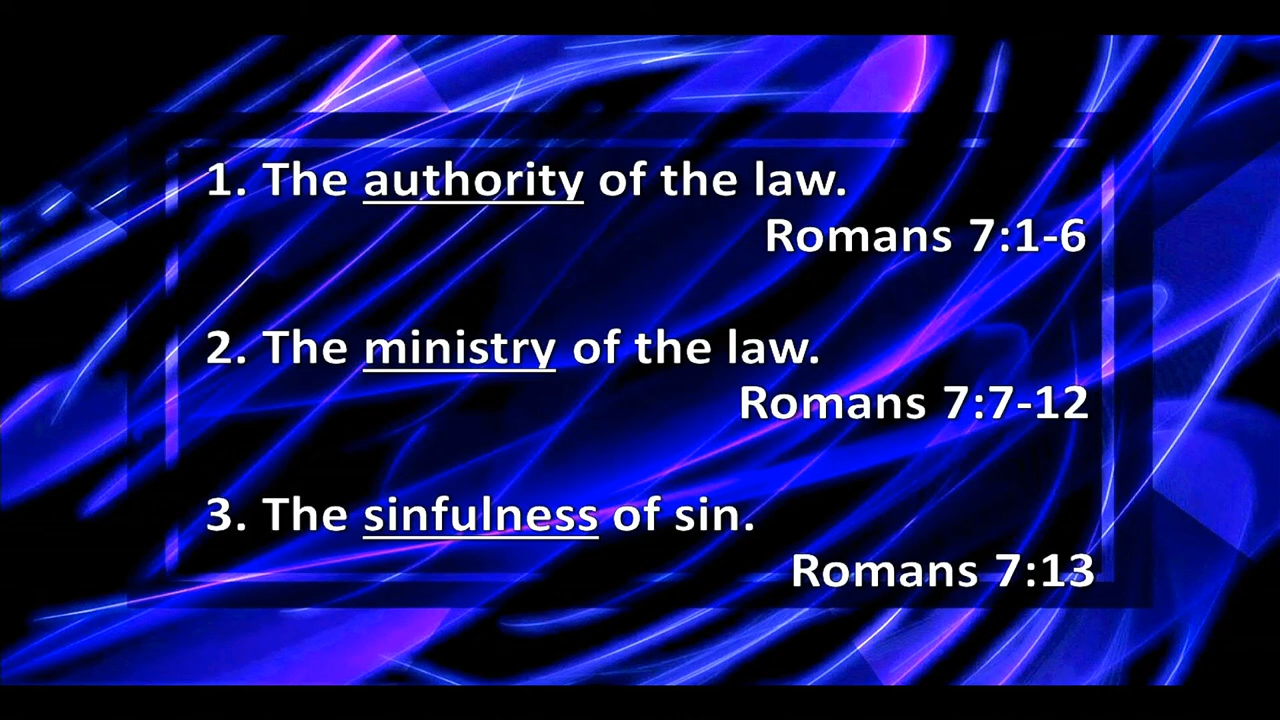 1. The authority of the law.
Romans 7:1-6
2. The ministry of the law.
Romans 7:7-12
3. The sinfulness of sin.
Romans 7:13